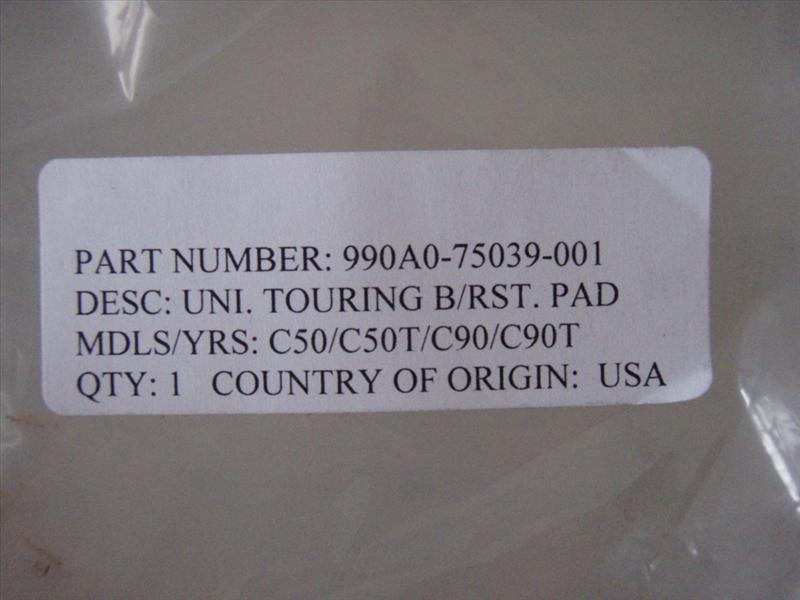 PART NUMBER: 990A0-75039-001
DESC: UNI. TOURING B/RST. PAD
MDLS/YRS: C50/C50T/C90/C90T
QTY: 1 COUNTRY OF ORIGIN: USA